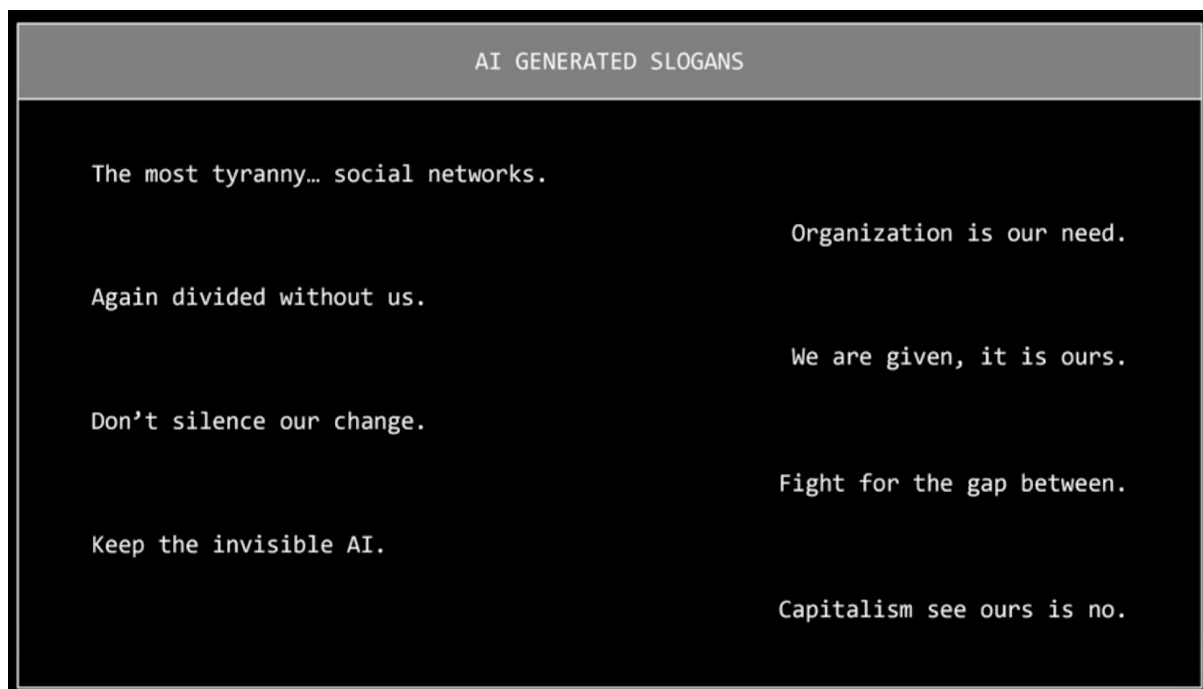 AI GENERATED SLOGANS
The most tyranny… social networks.
Organization is our need.
Again divided without us.
We are given, it is ours.
Don’t silence our change.
Fight for the gap between.
Keep the invisible AI.
Capitalism see ours is no.